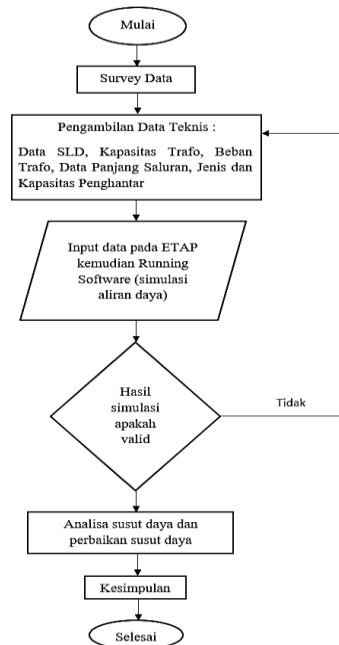 Mulai
Survey Data
Pengambilan Data Teknis :
Data SLD, Kapasitas Trafo, Beban
Trafo, Data Panjang Saluran, Jenis dan
Kapasitas Penghantar
Input data pada ETAP
kemudian Running
Software (simulasi
aliran daya)
Hasil
simulasi
apakah
valid
Tidak
Analisa susut daya dan
perbaikan susut daya
Kesimpulan
Selesai